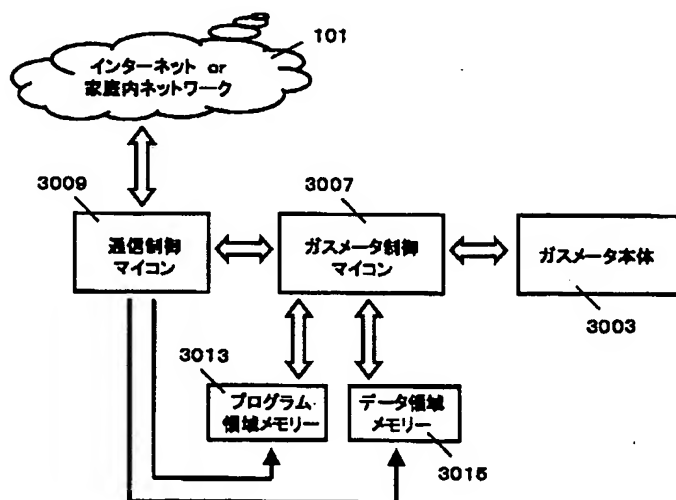 101
インターネット or
家庭内ネットワーク
3009
通信制御
マイコン
3007
ガスメータ制御
マイコン
ガスメータ本体
3003
3013
プログラム
領域メモリー
データ領域
メモリー
3015